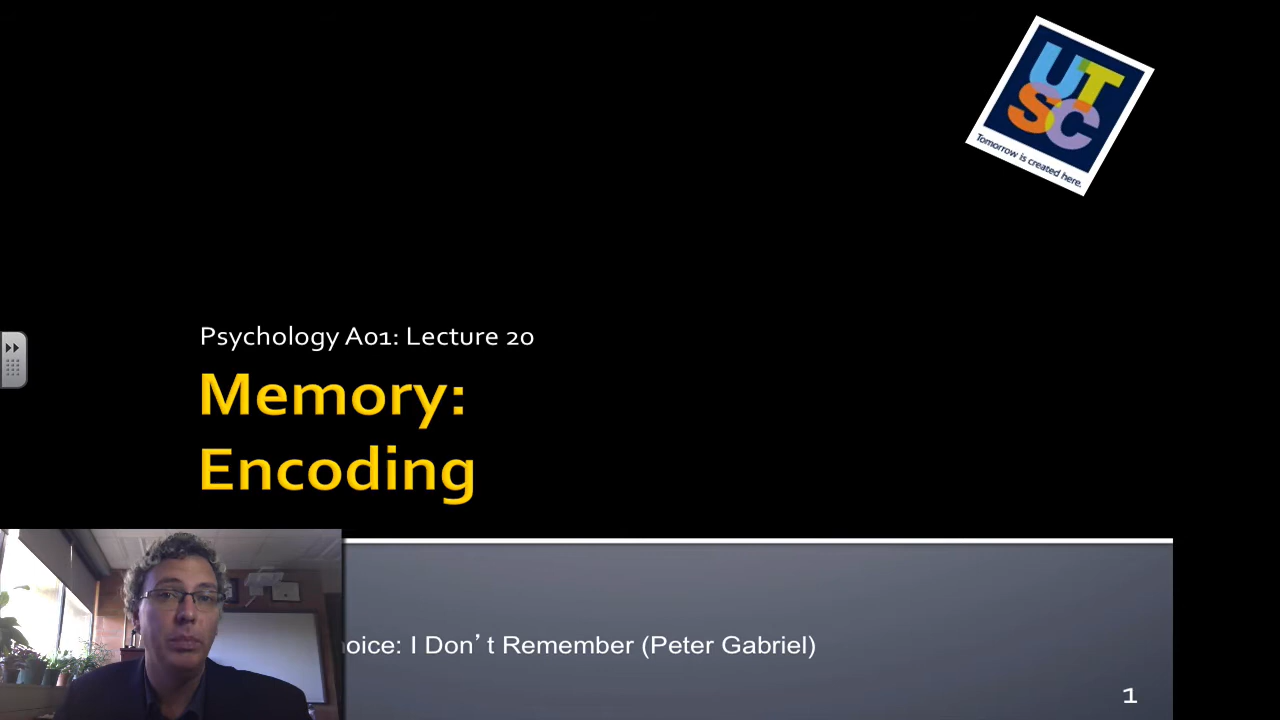 UTSC
Tomorrow is created here.
Psychology A01: Lecture 20
Memory:
Encoding
oice: I Don’t Remember (Peter Gabriel)
1